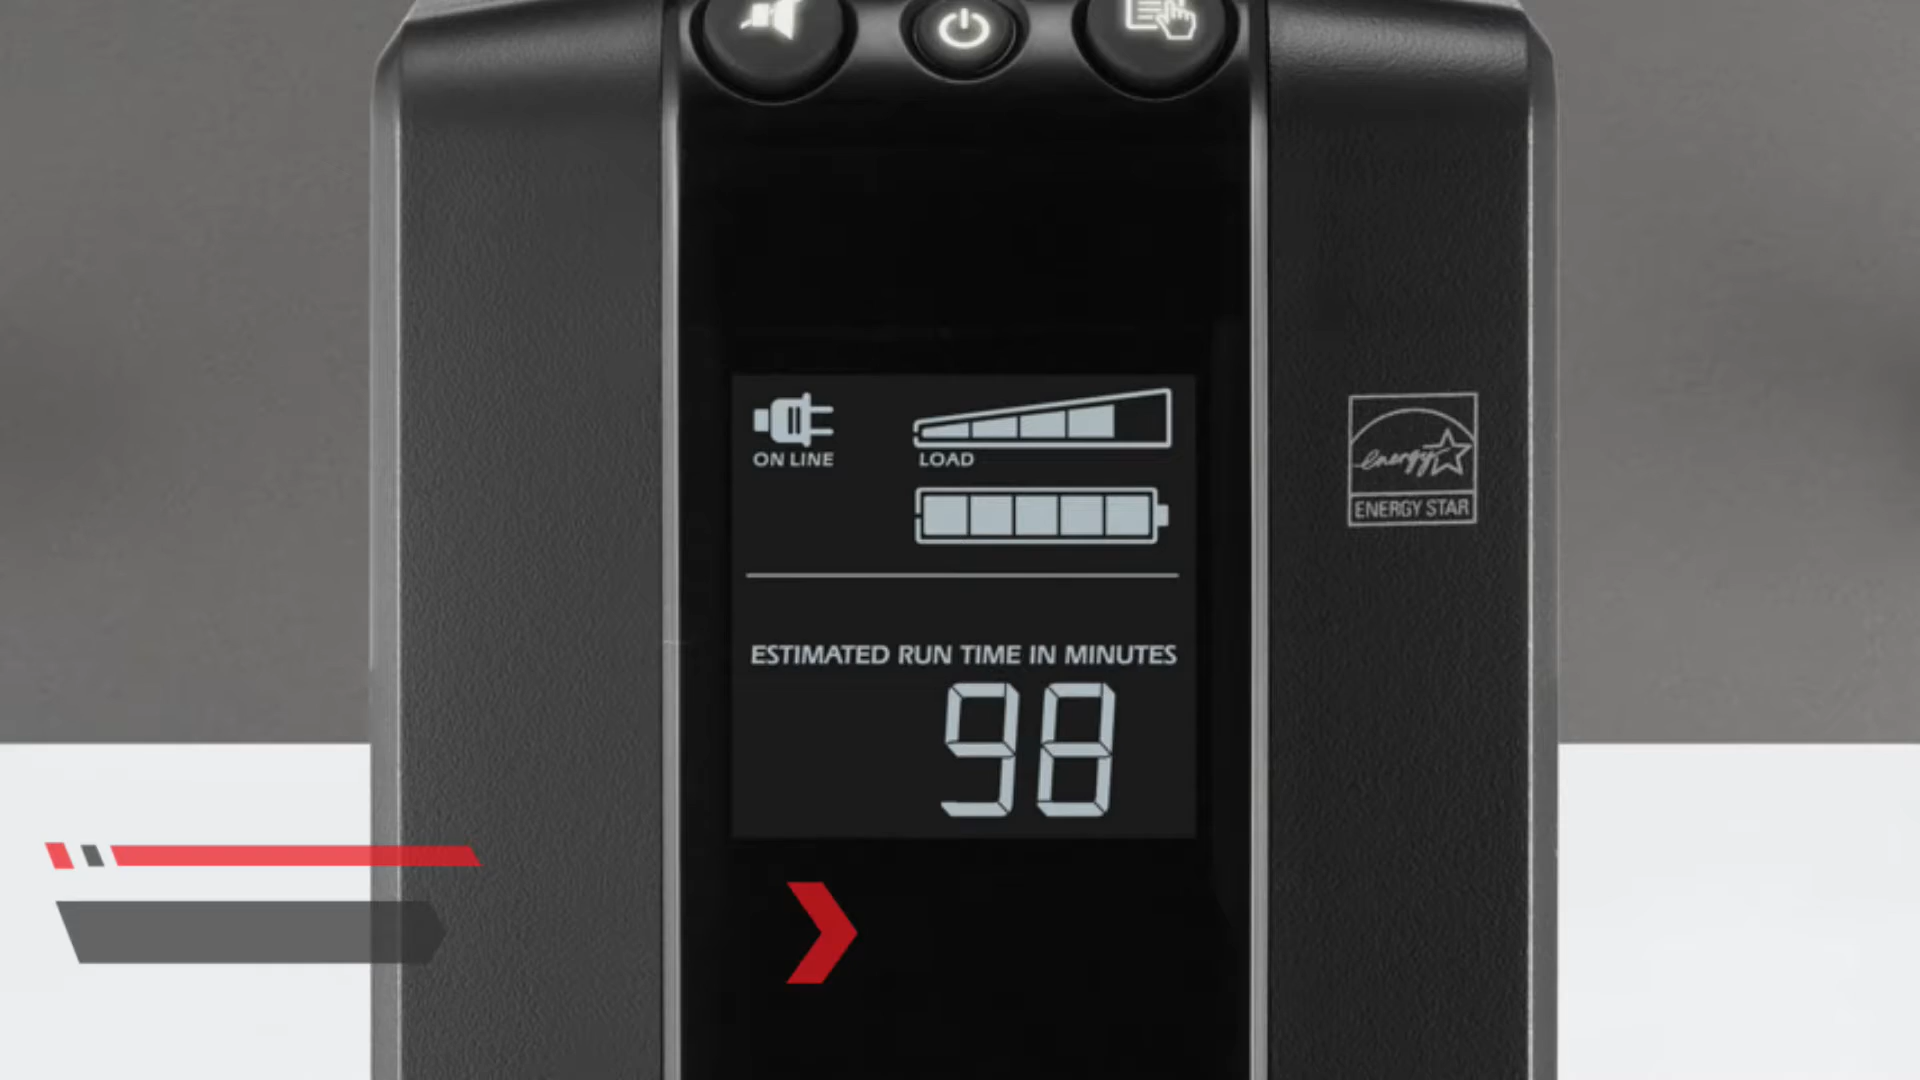 ON LINE
LOAD
energy
ENERGY STAR
ESTIMATED RUN TIME IN MINUTES
98